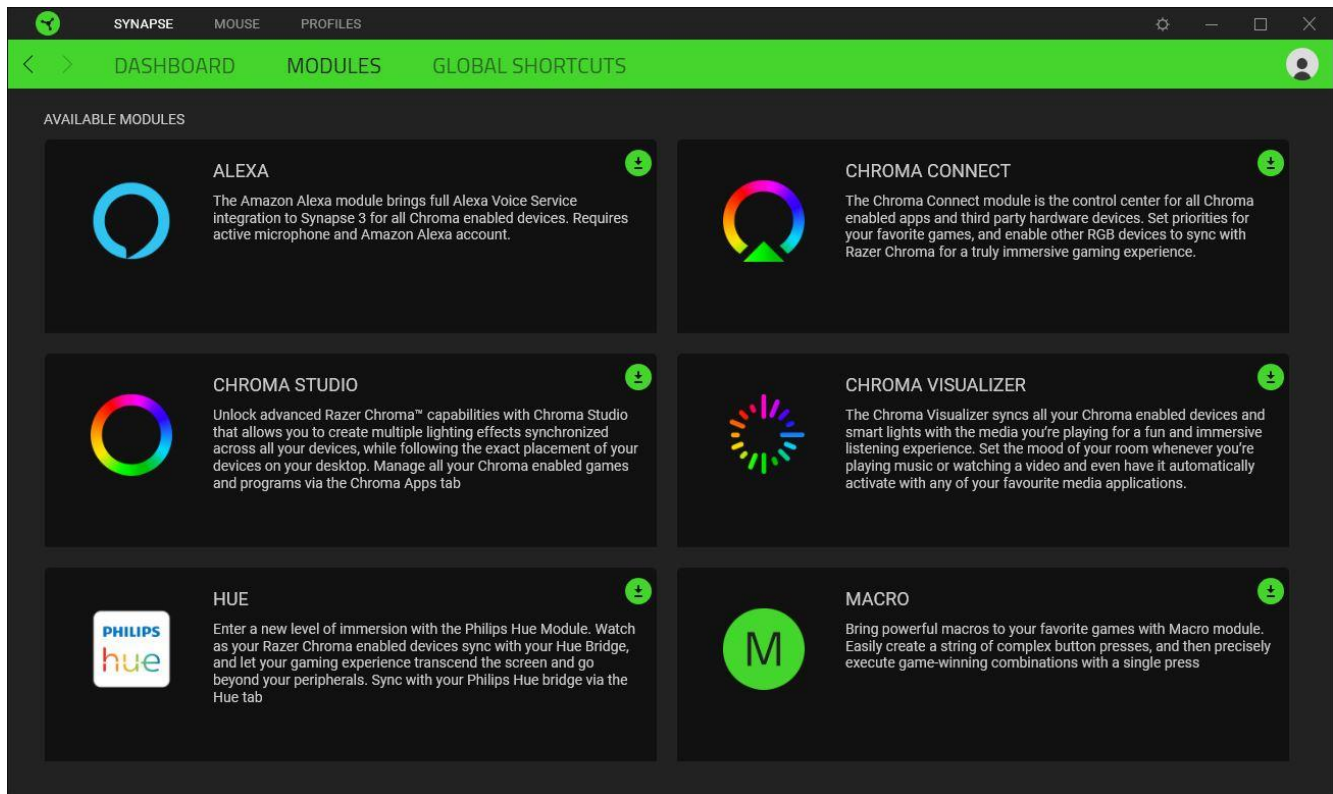 SYNAPSE MOUSE PROFILES
DASHBOARD MODULES GLOBAL SHORTCUTS
AVAILABLE MODULES
ALEXA
The Amazon Alexa module brings full Alexa Voice Service
integration to Synapse 3 for all Chroma enabled devices. Requires
active microphone and Amazon Alexa account.
CHROMA CONNECT
The Chroma Connect module is the control center for all Chroma
enabled apps and third party hardware devices. Set priorities for
your favorite games, and enable other RGB devices to sync with
Razer Chroma for a truly immersive gaming experience.
CHROMA STUDIO
Unlock advanced Razer Chroma™ capabilities with Chroma Studio
that allows you to create multiple lighting effects synchronized
across all your devices, while following the exact placement of your
devices on your desktop. Manage all your Chroma enabled games
and programs via the Chroma Apps tab
CHROMA VISUALIZER
The Chroma Visualizer syncs all your Chroma enabled devices and
smart lights with the media you're playing for a fun and immersive
listening experience. Set the mood of your room whenever you're
playing music or watching a video and even have it automatically
activate with any of your favourite media applications.
PHILIPS
hue
HUE
Enter a new level of immersion with the Philips Hue Module. Watch
as your Razer Chroma enabled devices sync with your Hue Bridge,
and let your gaming experience transcend the screen and go
beyond your peripherals. Sync with your Philips Hue bridge via the
Hue tab
M
MACRO
Bring powerful macros to your favorite games with Macro module.
Easily create a string of complex button presses, and then precisely
execute game-winning combinations with a single press